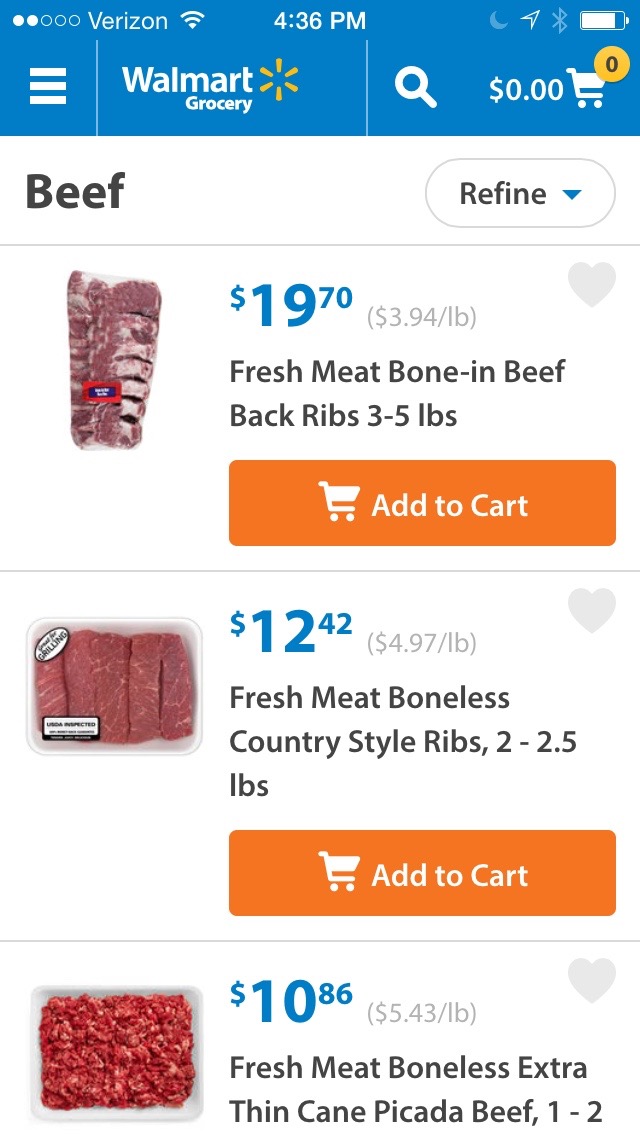 Verizon 4:36 PM
Walmart
Grocery
$0.00 0
Beef
Refine
$19 70 ($3.94/lb)
Fresh Meat Bone-in Beef
Back Ribs 3-5 lbs
Add to Cart
$12 42 ($4.97/lb)
Great for
GRILLING
USDA INSPECTED
Fresh Meat Boneless
Country Style Ribs, 2 - 2.5
lbs
Add to Cart
$10 86 ($5.43/lb)
Fresh Meat Boneless Extra
Thin Cane Picada Beef, 1 - 2